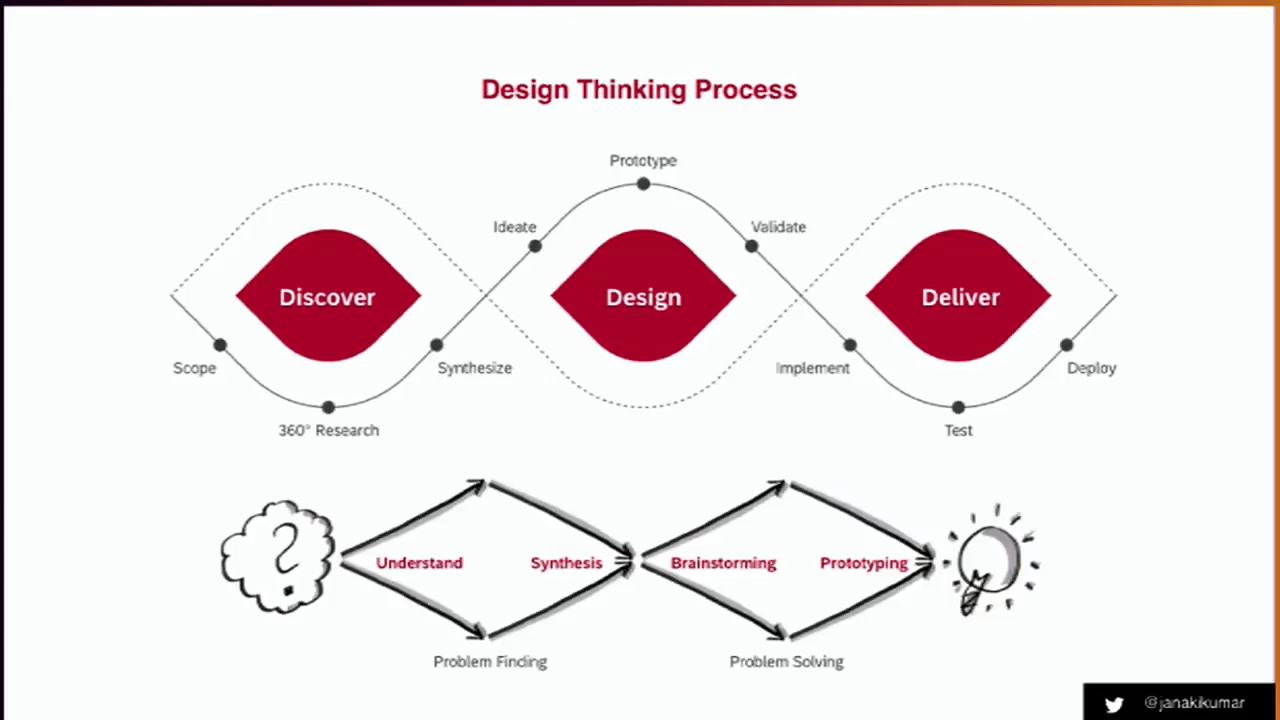 Design Thinking Process
Prototype
Ideate
Validate
Discover
Design
Deliver
Scope
Synthesize
Implement
Deploy
360° Research
Test
?
Understand
Synthesis
Brainstorming
Prototyping
Problem Finding
Problem Solving
@janakikumar